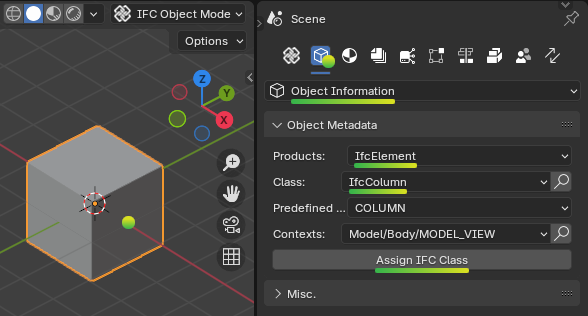 IFC Object Mode
Scene
Options
Z
Y
X
Object Information
Object Metadata
Products: IfcElement
Class: IfcColumn
Predefined ... COLUMN
Contexts: Model/Body/MODEL_VIEW
Assign IFC Class
Misc.